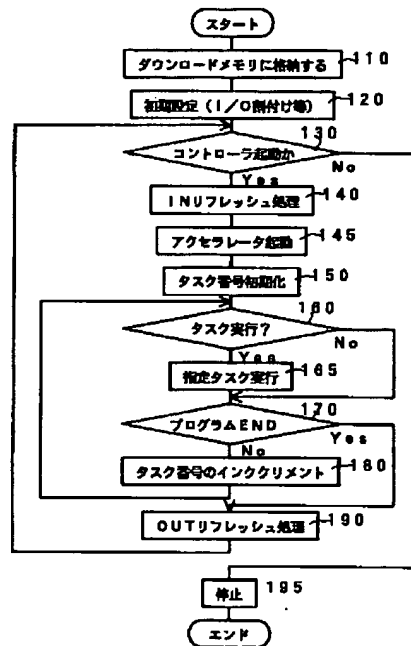 スタート
ダウンロードメモリに格納する 110
初期設定(I/O割付け等) 120
130
コントローラ起動か
Yes No
INリフレッシュ処理 140
アクセラレータ起動 145
タスク番号初期化 150
160
タスク実行?
Yes No
指定タスク実行 165
170
プログラムEND
No Yes
タスク番号のインククリメント 180
OUTリフレッシュ処理 190
停止 195
エンド